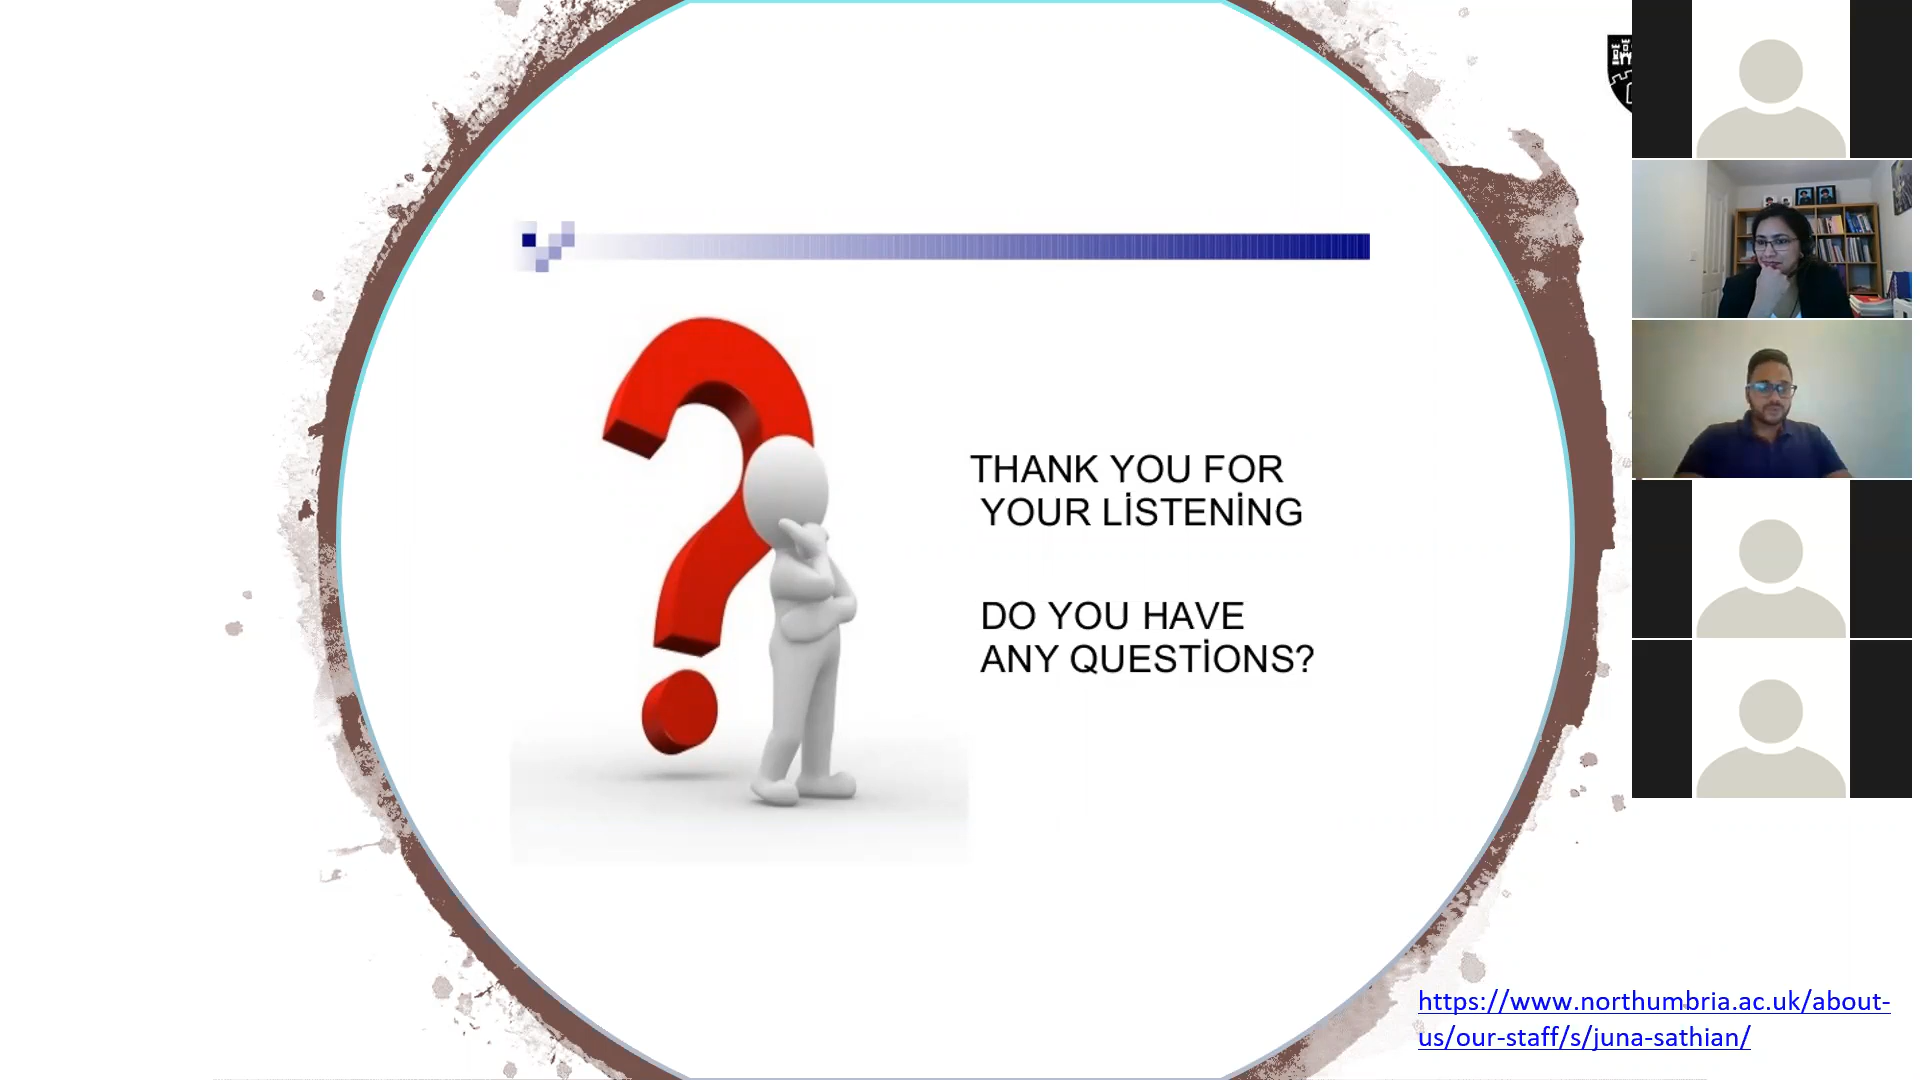 THANK YOU FOR
YOUR LİSTENİNG
DO YOU HAVE
ANY QUESTİONS?
https://www.northumbria.ac.uk/about-
us/our-staff/s/juna-sathian/